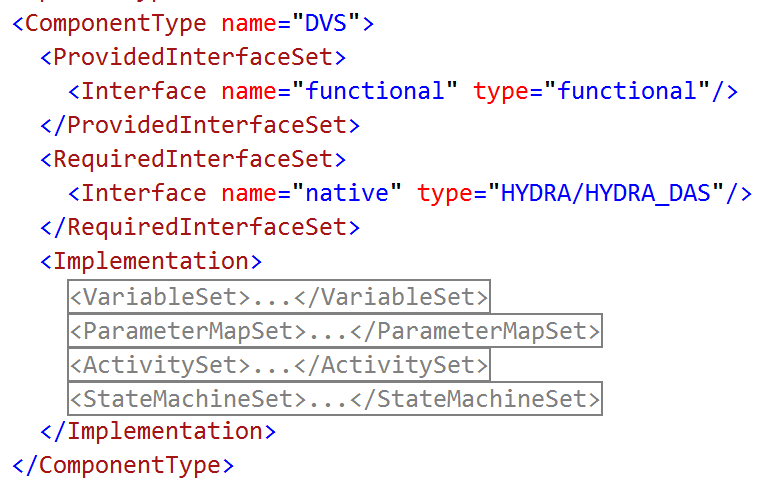 <ComponentType name="DVS">
<ProvidedInterfaceSet>
<Interface name="functional" type="functional"/>
</ProvidedInterfaceSet>
<RequiredInterfaceSet>
<Interface name="native" type="HYDRA/HYDRA_DAS"/>
</RequiredInterfaceSet>
<Implementation>
<VariableSet>...</VariableSet>
<ParameterMapSet>...</ParameterMapSet>
<ActivitySet>...</ActivitySet>
<StateMachineSet>...</StateMachineSet>
</Implementation>
</ComponentType>